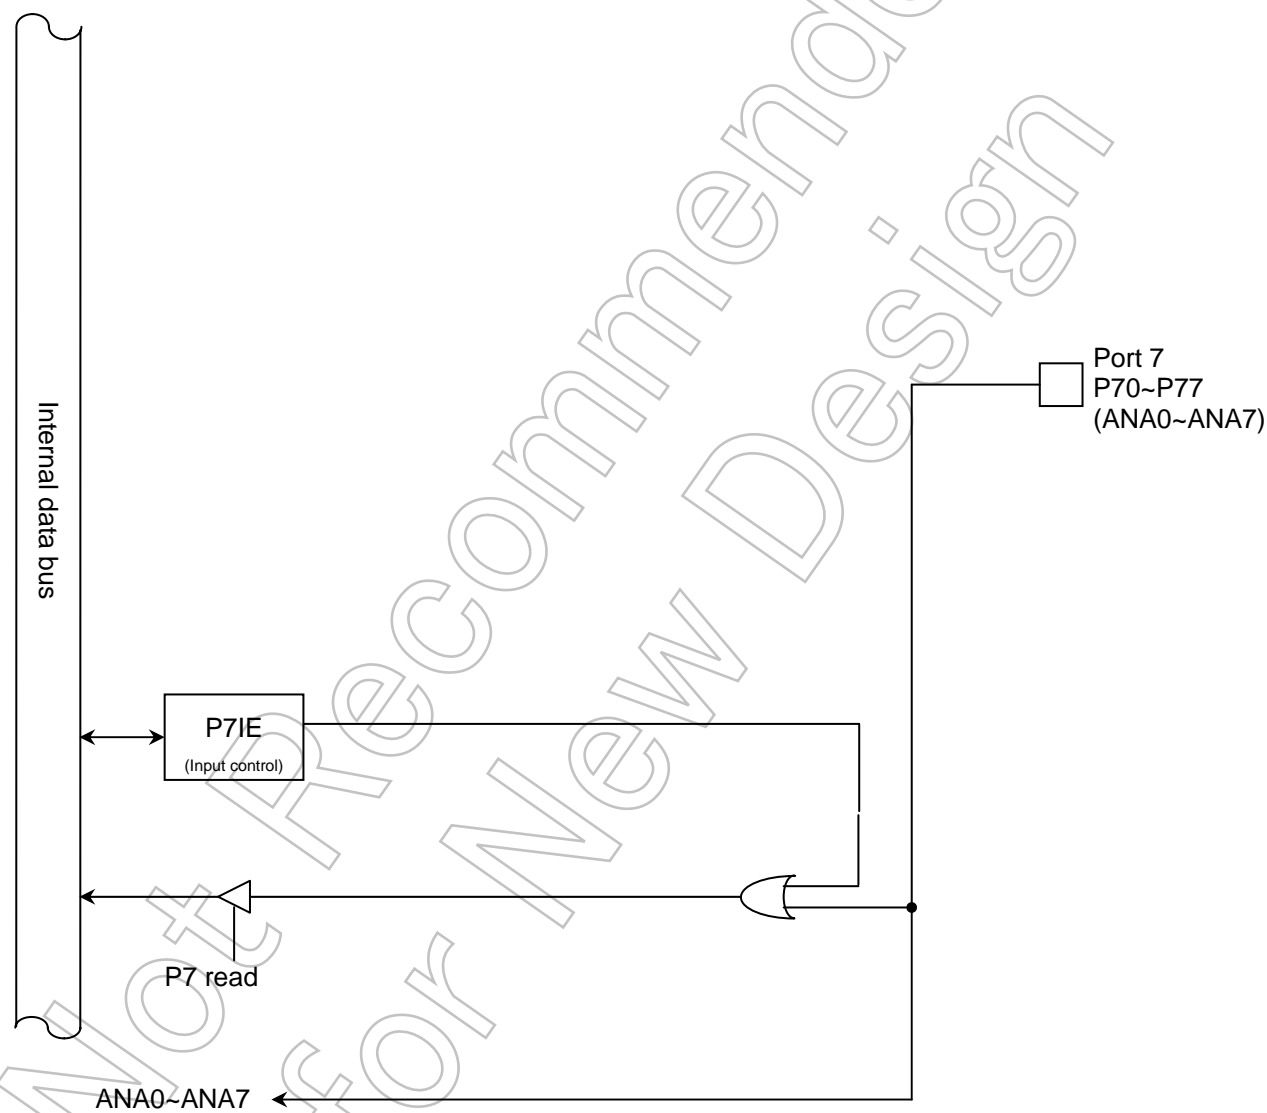 Port 7
P70~P77
(ANA0~ANA7)
Internal data bus
P7IE
(Input control)
P7 read
ANA0~ANA7
Not Recommende
for New Design